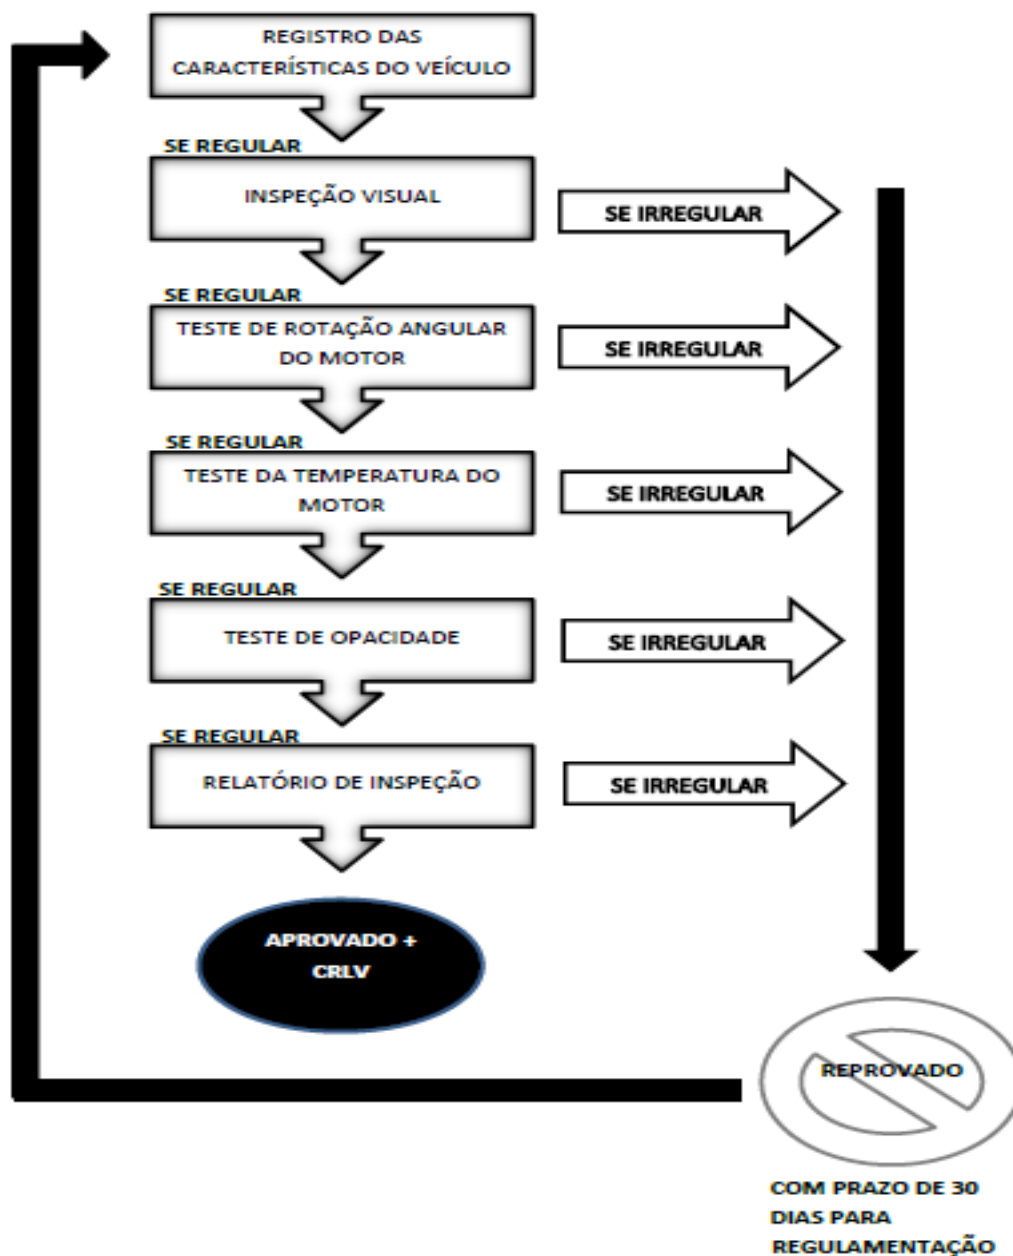 REGISTRO DAS
CARACTERÍSTICAS DO VEÍCULO
SE REGULAR
INSPEÇÃO VISUAL
SE IRREGULAR
SE REGULAR
TESTE DE ROTAÇÃO ANGULAR
DO MOTOR
SE IRREGULAR
SE REGULAR
TESTE DA TEMPERATURA DO
MOTOR
SE IRREGULAR
SE REGULAR
TESTE DE OPACIDADE
SE IRREGULAR
SE REGULAR
RELATÓRIO DE INSPEÇÃO
SE IRREGULAR
APROVADO +
CRLV
REPROVADO
COM PRAZO DE 30
DIAS PARA
REGULAMENTAÇÃO